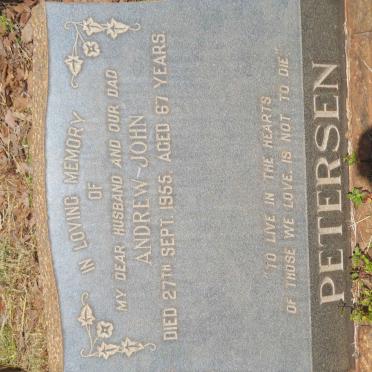 IN LOVING MEMORY
OF
MY DEAR HUSBAND AND OUR DAD
ANDREW-JOHN
DIED 27TH SEPT. 1955. AGED 67 YEARS.
"TO LIVE IN THE HEARTS
OF THOSE WE LOVE, IS NOT TO DIE"
PETERSEN